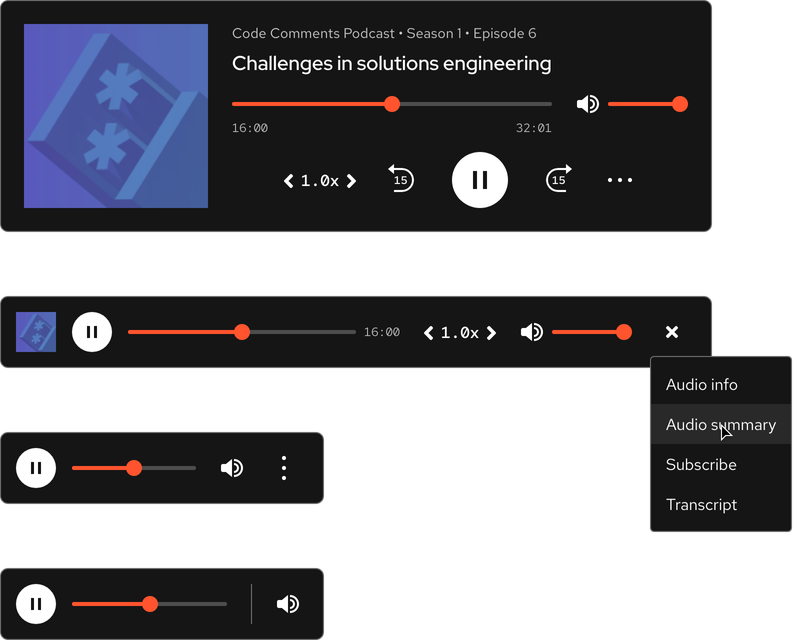 Code Comments Podcast • Season 1 • Episode 6
Challenges in solutions engineering
16:00 32:01
1.0x 15 15
16:00 1.0x
Audio info
Audio summary
Subscribe
Transcript